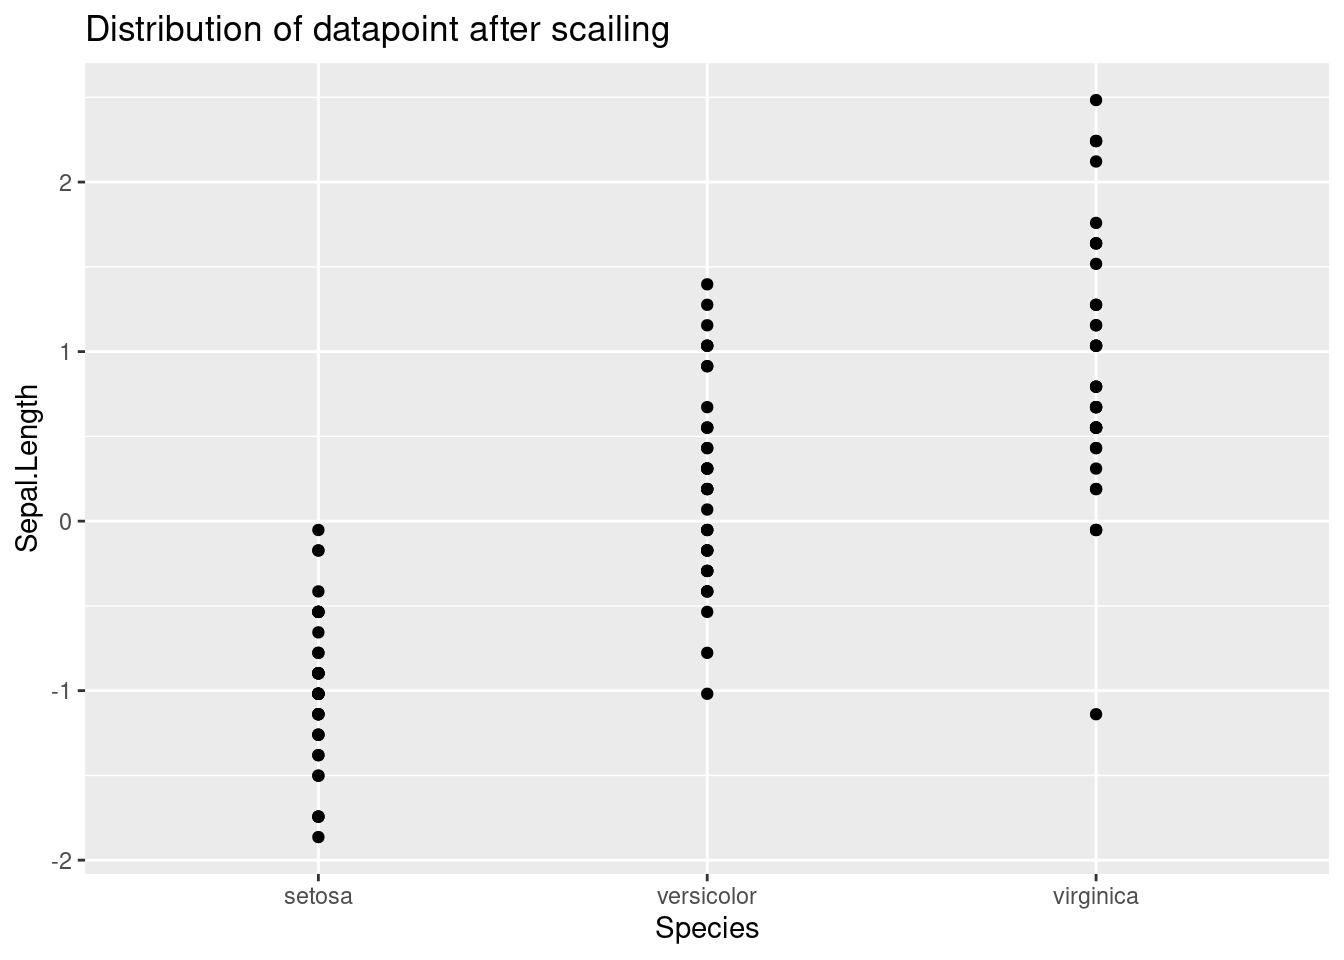 Distribution of datapoint after scailing
2
1
0
-1
-2
Sepal.Length
setosa versicolor virginica
Species